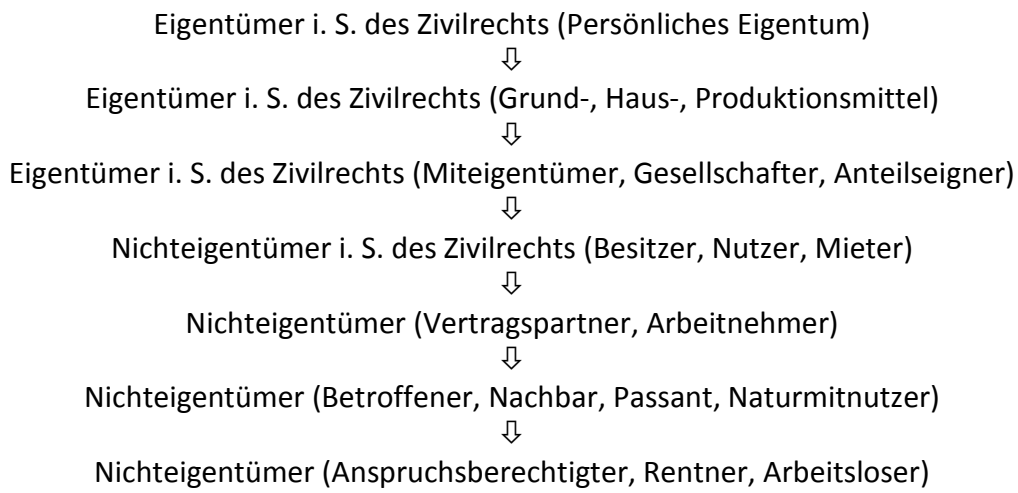 Eigentümer i. S. des Zivilrechts (Persönliches Eigentum)
⇩
Eigentümer i. S. des Zivilrechts (Grund-, Haus-, Produktionsmittel)
⇩
Eigentümer i. S. des Zivilrechts (Miteigentümer, Gesellschafter, Anteilseigner)
⇩
Nichteigentümer i. S. des Zivilrechts (Besitzer, Nutzer, Mieter)
⇩
Nichteigentümer (Vertragspartner, Arbeitnehmer)
⇩
Nichteigentümer (Betroffener, Nachbar, Passant, Naturmitnutzer)
⇩
Nichteigentümer (Anspruchsberechtigter, Rentner, Arbeitsloser)